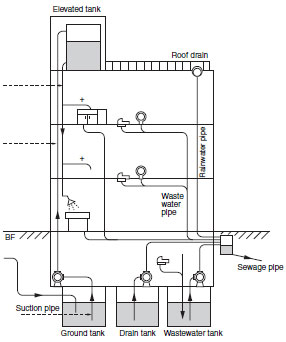 Elevated tank
Roof drain
Rainwater pipe
Waste
water
pipe
BF
Sewage pipe
Suction pipe
Ground tank
Drain tank
Wastewater tank